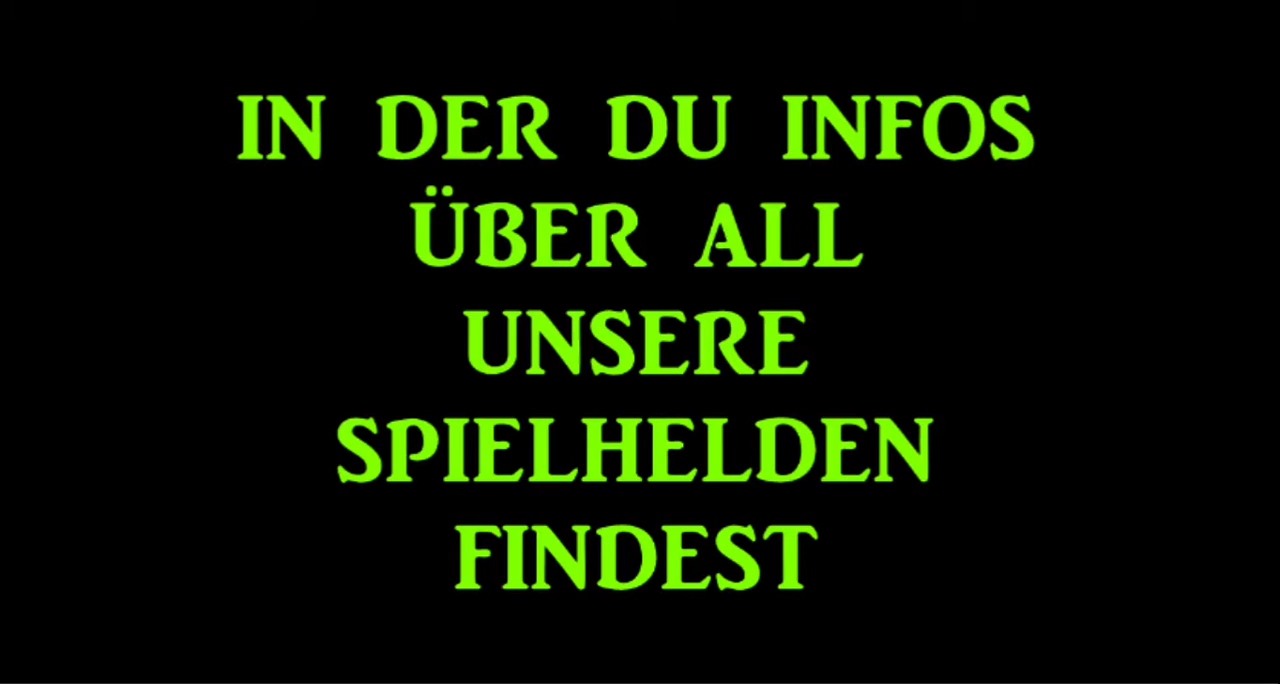 IN DER DU INFOS
ÜBER ALL
UNSERE
SPIELHELDEN
FINDEST